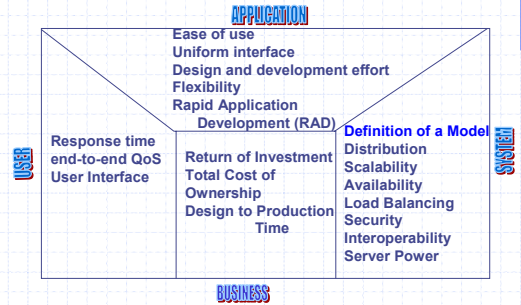 APPLICATION
Ease of use
Uniform interface
Design and development effort
Flexibility
Rapid Application
Development (RAD)
USER
Response time
end-to-end QoS
User Interface
Return of Investment
Total Cost of
Ownership
Design to Production
Time
Definition of a Model
Distribution
Scalability
Availability
Load Balancing
Security
Interoperability
Server Power
SYSTEM
BUSINESS